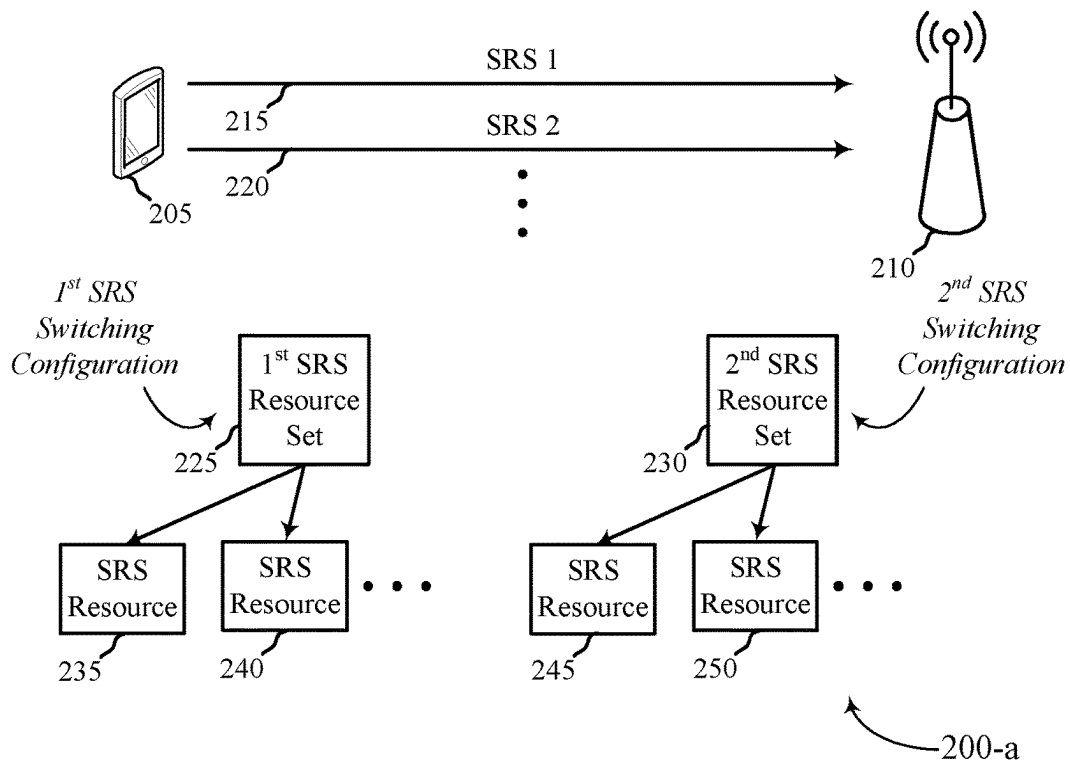 SRS 1
215
SRS 2
220
205
210
1st SRS
Switching
Configuration
2nd SRS
Switching
Configuration
1st SRS
Resource
Set
225
2nd SRS
Resource
Set
230
SRS
Resource
235
SRS
Resource
240
SRS
Resource
245
SRS
Resource
250
200-a